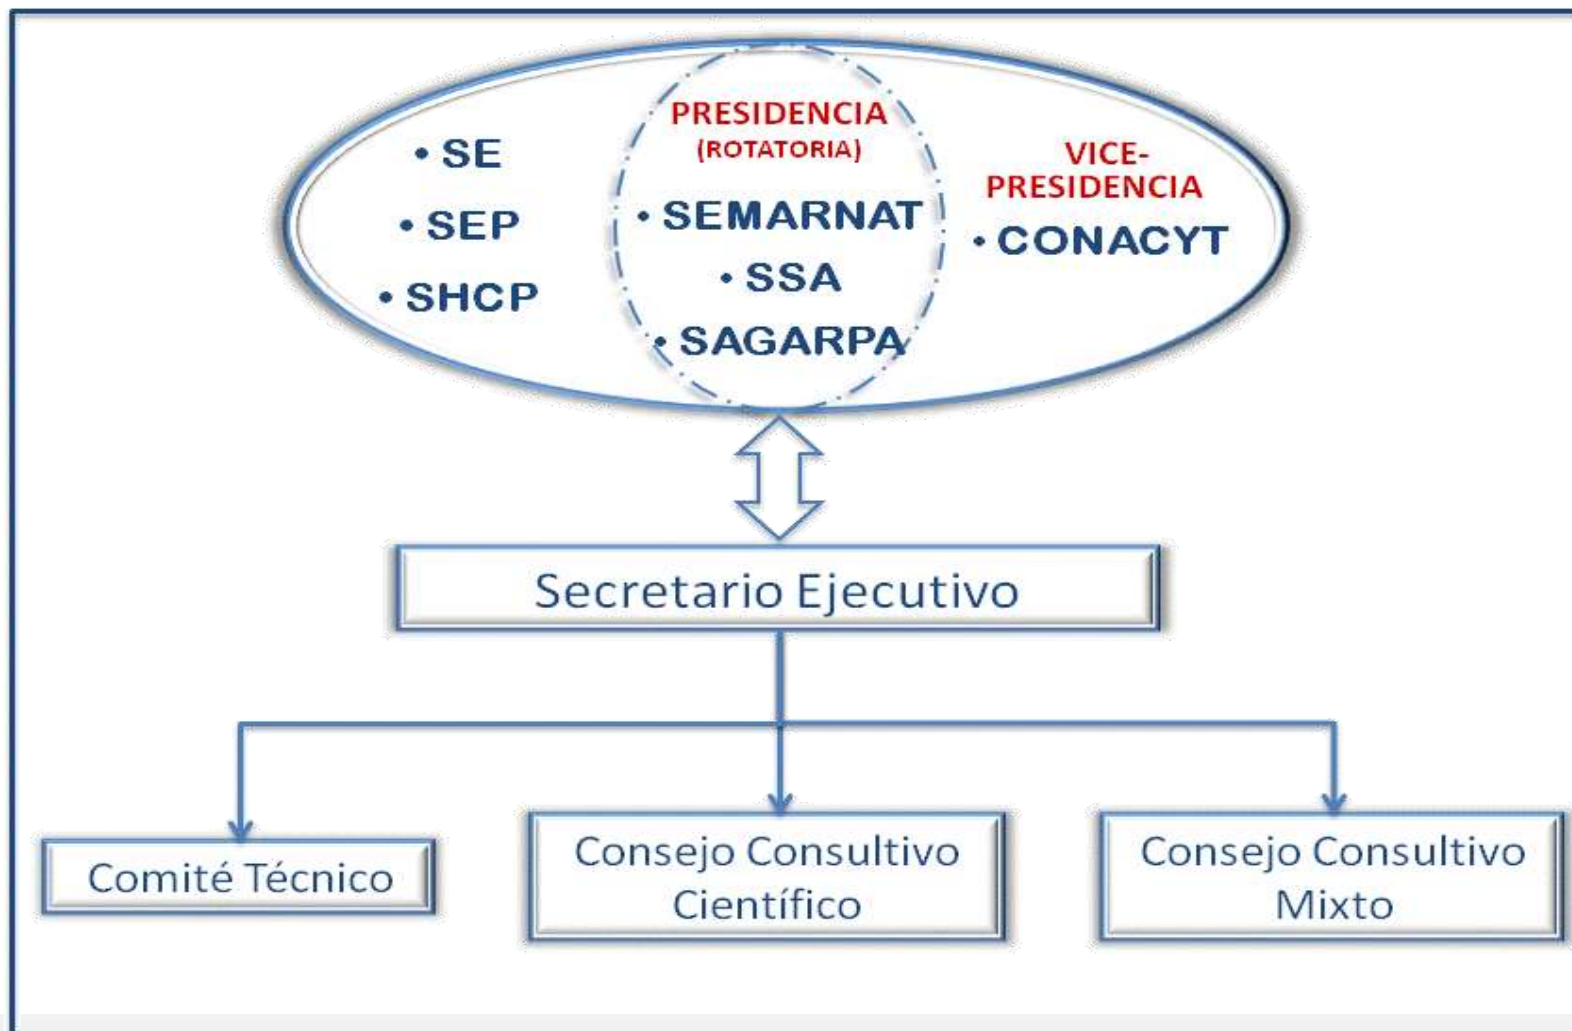 • SE
• SEP
• SHCP
PRESIDENCIA
(ROTATORIA)
• SEMARNAT
• SSA
• SAGARPA
VICE-
PRESIDENCIA
• CONACYT
Secretario Ejecutivo
Comité Técnico
Consejo Consultivo
Científico
Consejo Consultivo
Mixto